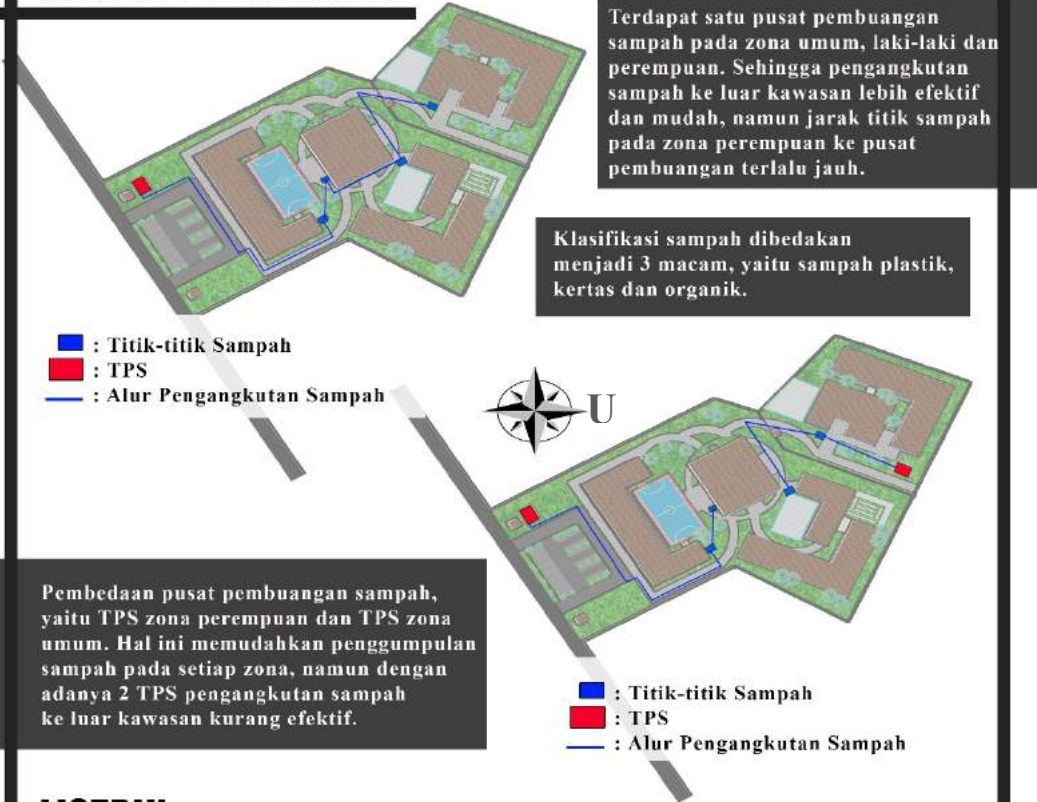 Terdapat satu pusat pembuangan
sampah pada zona umum, laki-laki dan
perempuan. Sehingga pengangkutan
sampah ke luar kawasan lebih efektif
dan mudah, namun jarak titik sampah
pada zona perempuan ke pusat
pembuangan terlalu jauh.
Klasifikasi sampah dibedakan
menjadi 3 macam, yaitu sampah plastik,
kertas dan organik.
: Titik-titik Sampah
: TPS
: Alur Pengangkutan Sampah
U
Pembedaan pusat pembuangan sampah,
yaitu TPS zona perempuan dan TPS zona
umum. Hal ini memudahkan penggumpulan
sampah pada setiap zona, namun dengan
adanya 2 TPS pengangkutan sampah
ke luar kawasan kurang efektif.
: Titik-titik Sampah
: TPS
: Alur Pengangkutan Sampah